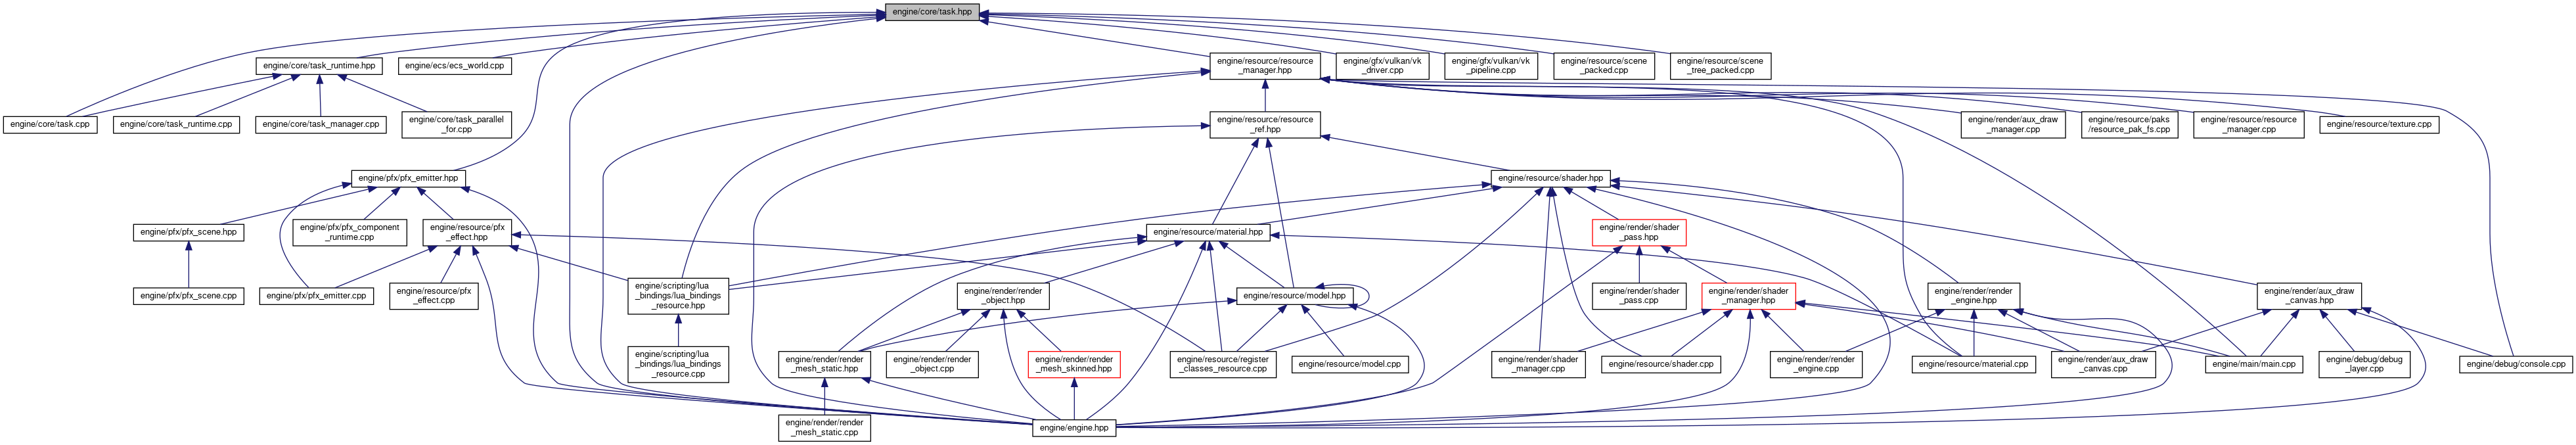 engine/core/task.hpp
engine/core/task_runtime.hpp
engine/ecs/ecs_world.cpp
engine/resource/resource
_manager.hpp
engine/gfx/vulkan/vk
_driver.cpp
engine/gfx/vulkan/vk
_pipeline.cpp
engine/resource/scene
_packed.cpp
engine/resource/scene
_tree_packed.cpp
engine/core/task.cpp
engine/core/task_runtime.cpp
engine/core/task_manager.cpp
engine/core/task_parallel
_for.cpp
engine/resource/resource
_ref.hpp
engine/render/aux_draw
_manager.cpp
engine/resource/paks
/resource_pak_fs.cpp
engine/resource/resource
_manager.cpp
engine/resource/texture.cpp
engine/pfx/pfx_emitter.hpp
engine/resource/shader.hpp
engine/pfx/pfx_scene.hpp
engine/pfx/pfx_component
_runtime.cpp
engine/resource/pfx
_effect.hpp
engine/resource/material.hpp
engine/render/shader
_pass.hpp
engine/pfx/pfx_scene.cpp
engine/pfx/pfx_emitter.cpp
engine/resource/pfx
_effect.cpp
engine/scripting/lua
_bindings/lua_bindings
_resource.hpp
engine/render/render
_object.hpp
engine/resource/model.hpp
engine/render/shader
_pass.cpp
engine/render/shader
_manager.hpp
engine/render/render
_engine.hpp
engine/render/aux_draw
_canvas.hpp
engine/scripting/lua
_bindings/lua_bindings
_resource.cpp
engine/render/render
_mesh_static.hpp
engine/render/render
_object.cpp
engine/render/render
_mesh_skinned.hpp
engine/resource/register
_classes_resource.cpp
engine/resource/model.cpp
engine/render/shader
_manager.cpp
engine/resource/shader.cpp
engine/render/render
_engine.cpp
engine/resource/material.cpp
engine/render/aux_draw
_canvas.cpp
engine/main/main.cpp
engine/debug/debug
_layer.cpp
engine/debug/console.cpp
engine/render/render
_mesh_static.cpp
engine/engine.hpp